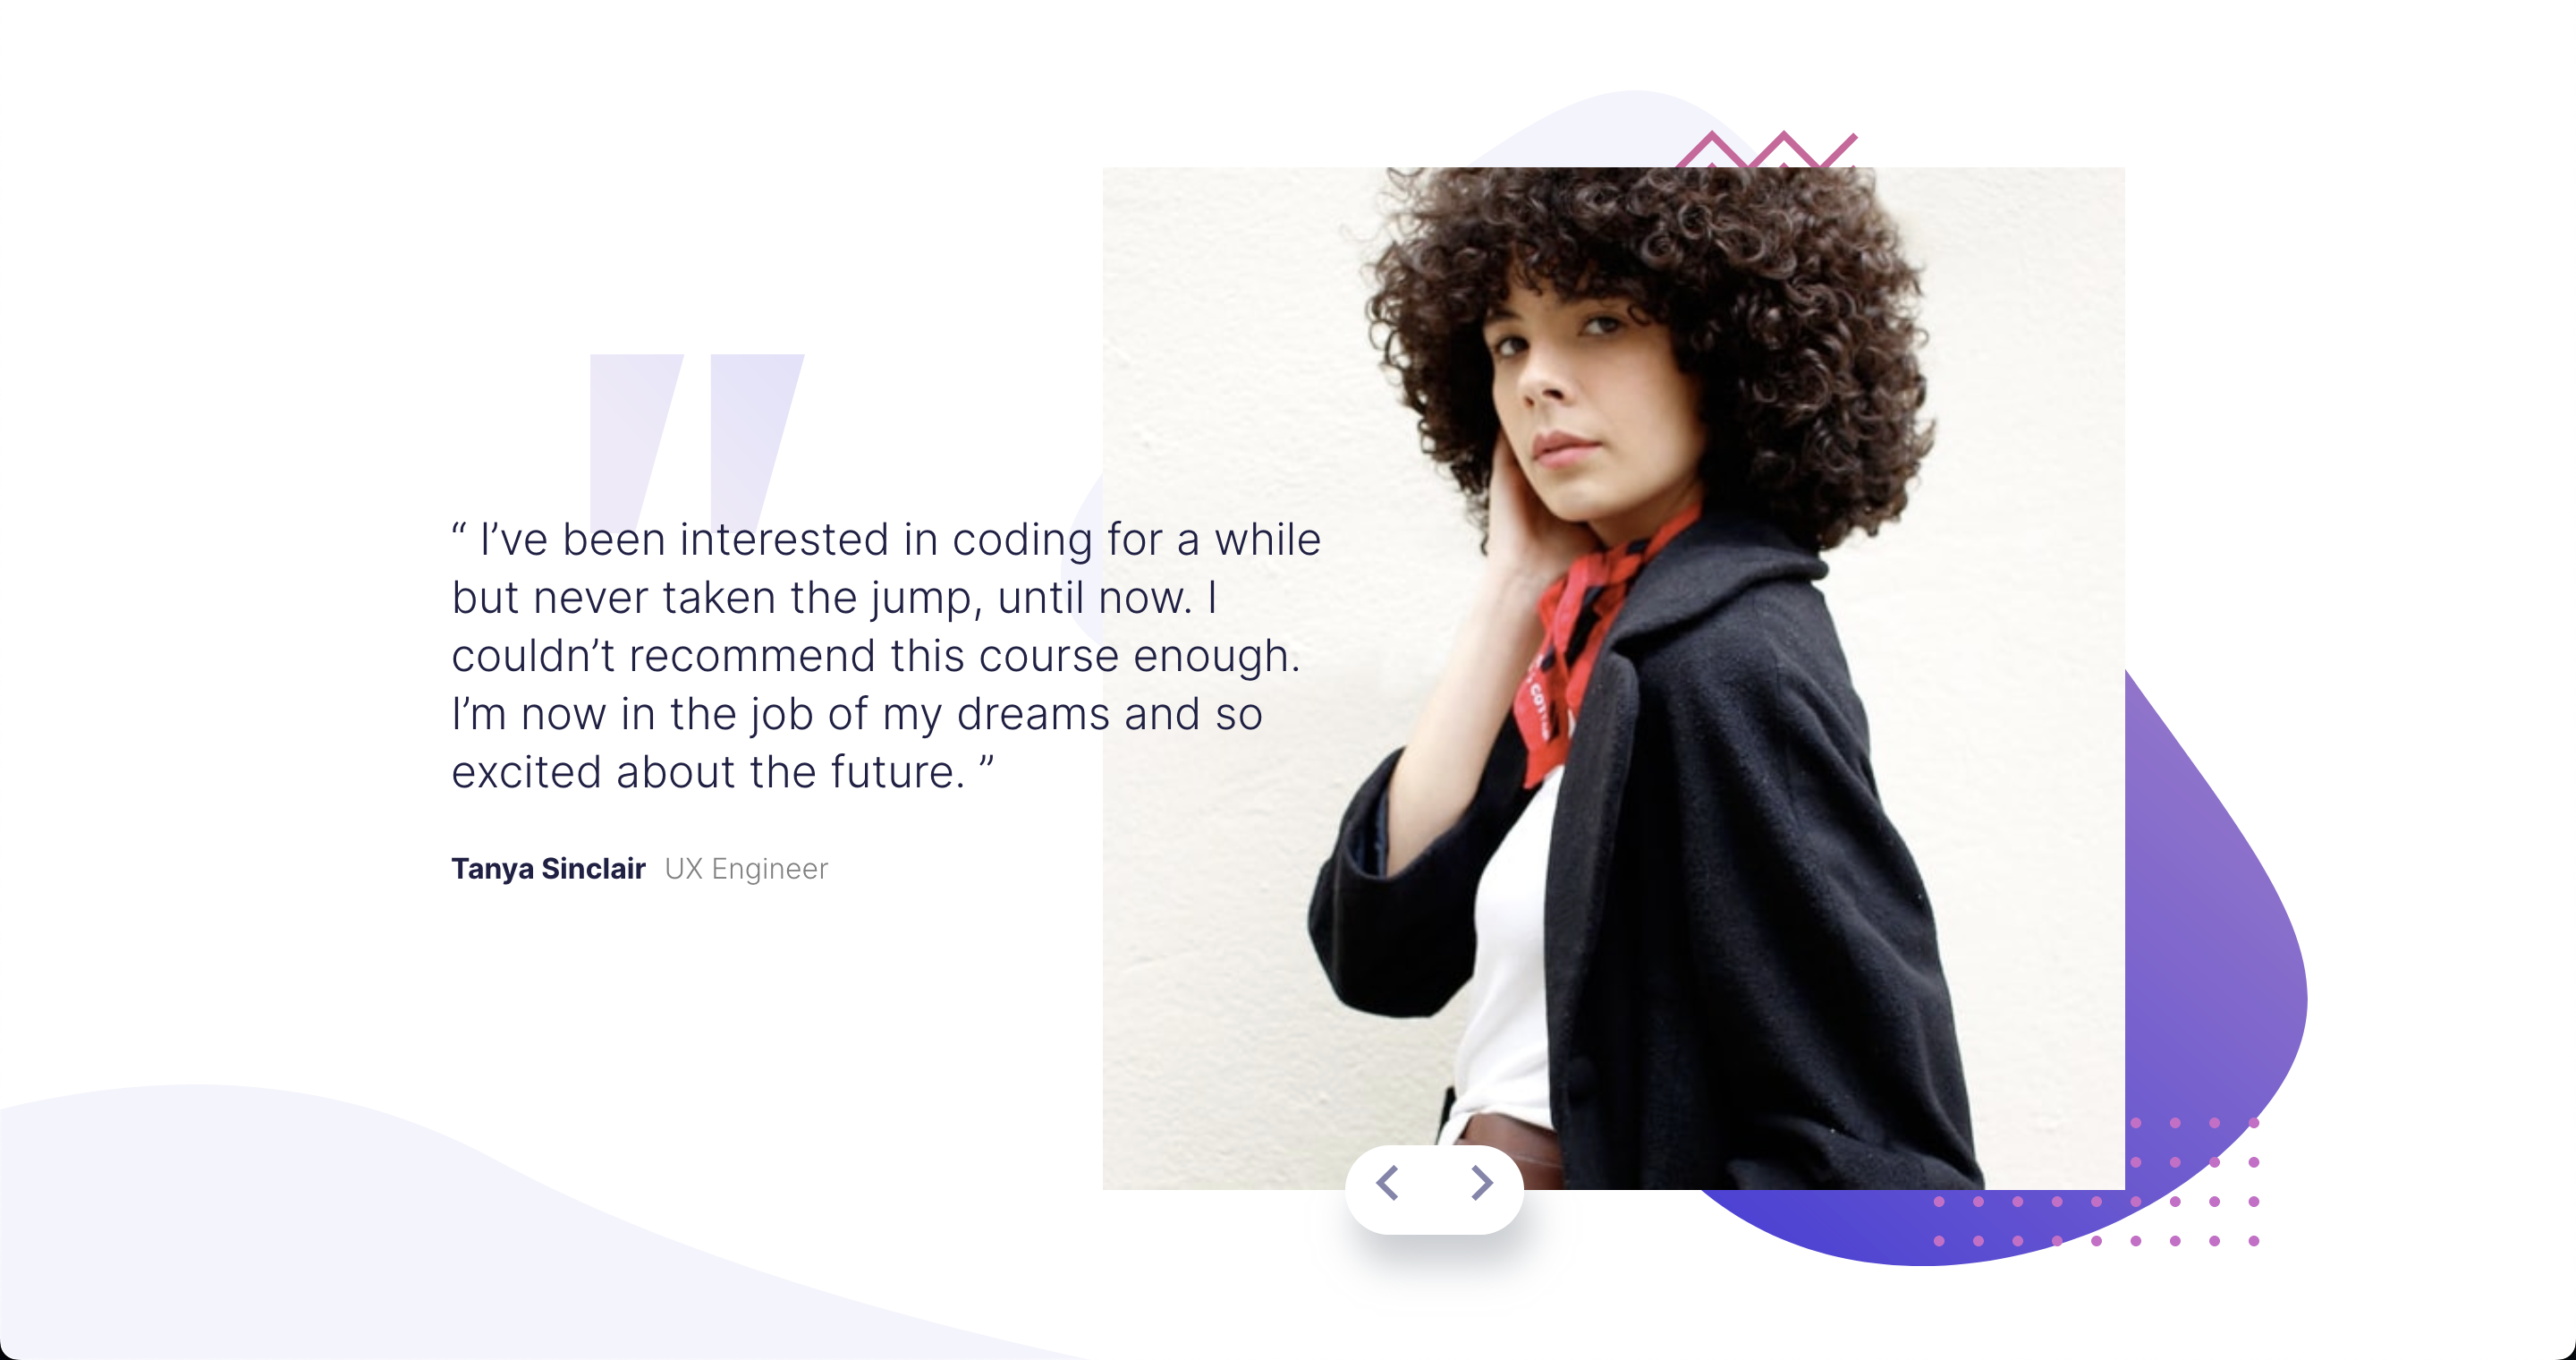 “ I’ve been interested in coding for a while
but never taken the jump, until now. I
couldn’t recommend this course enough.
I’m now in the job of my dreams and so
excited about the future. ”
Tanya Sinclair UX Engineer